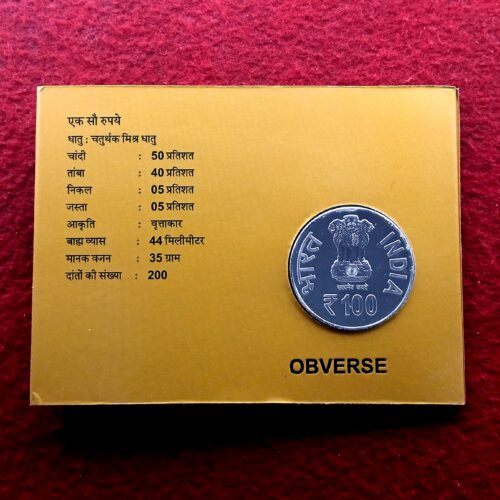 एक सौ रुपये
धातु : चतुर्थक मिश्र धातु
चांदी : 50 प्रतिशत
तांबा : 40 प्रतिशत
निकल : 05 प्रतिशत
जस्ता : 05 प्रतिशत
आकृति : वृत्ताकार
बाह्य व्यास : 44 मिलीमीटर
मानक वजन : 35 ग्राम
दांतों की संख्या : 200
भारत
INDIA
सत्यमेव जयते
₹ 100
OBVERSE